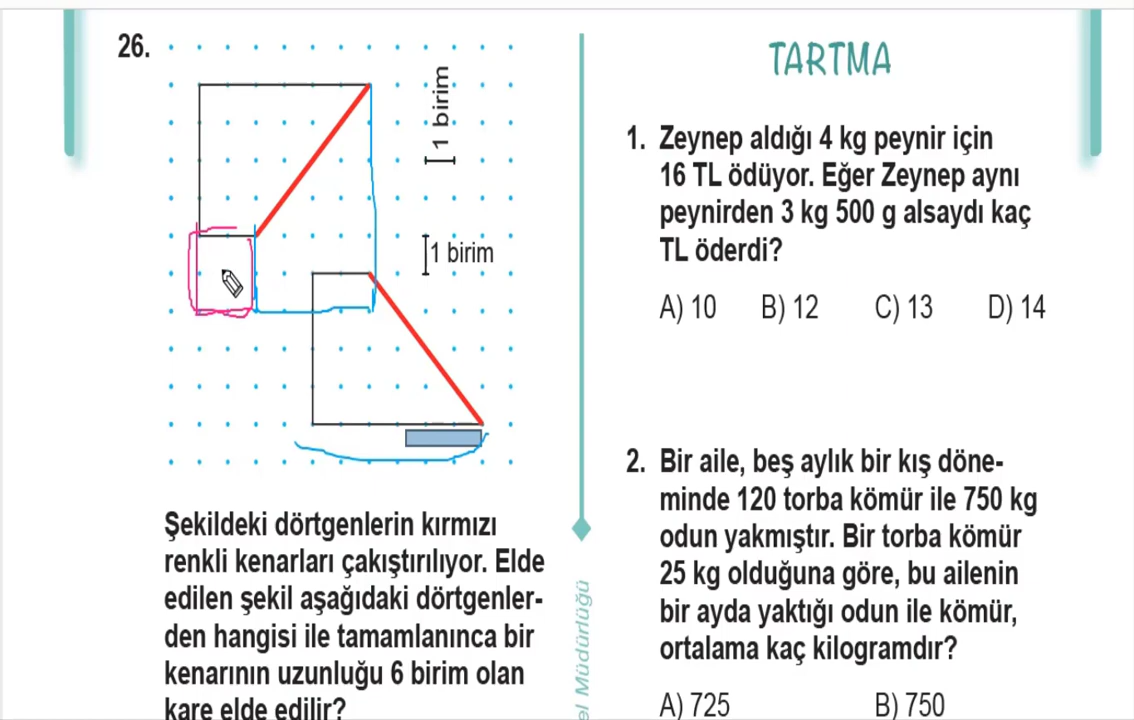 26.
1 birim
1 birim
Şekildeki dörtgenlerin kırmızı
renkli kenarları çakıştırılıyor. Elde
edilen şekil aşağıdaki dörtgenler-
den hangisi ile tamamlanınca bir
kenarının uzunluğu 6 birim olan
kare elde edilir?
el Müdürlüğü
TARTMA
1. Zeynep aldığı 4 kg peynir için
16 TL ödüyor. Eğer Zeynep aynı
peynirden 3 kg 500 g alsaydı kaç
TL öderdi?
A) 10 B) 12 C) 13 D) 14
2. Bir aile, beş aylık bir kış döne-
minde 120 torba kömür ile 750 kg
odun yakmıştır. Bir torba kömür
25 kg olduğuna göre, bu ailenin
bir ayda yaktığı odun ile kömür,
ortalama kaç kilogramdır?
A) 725 B) 750